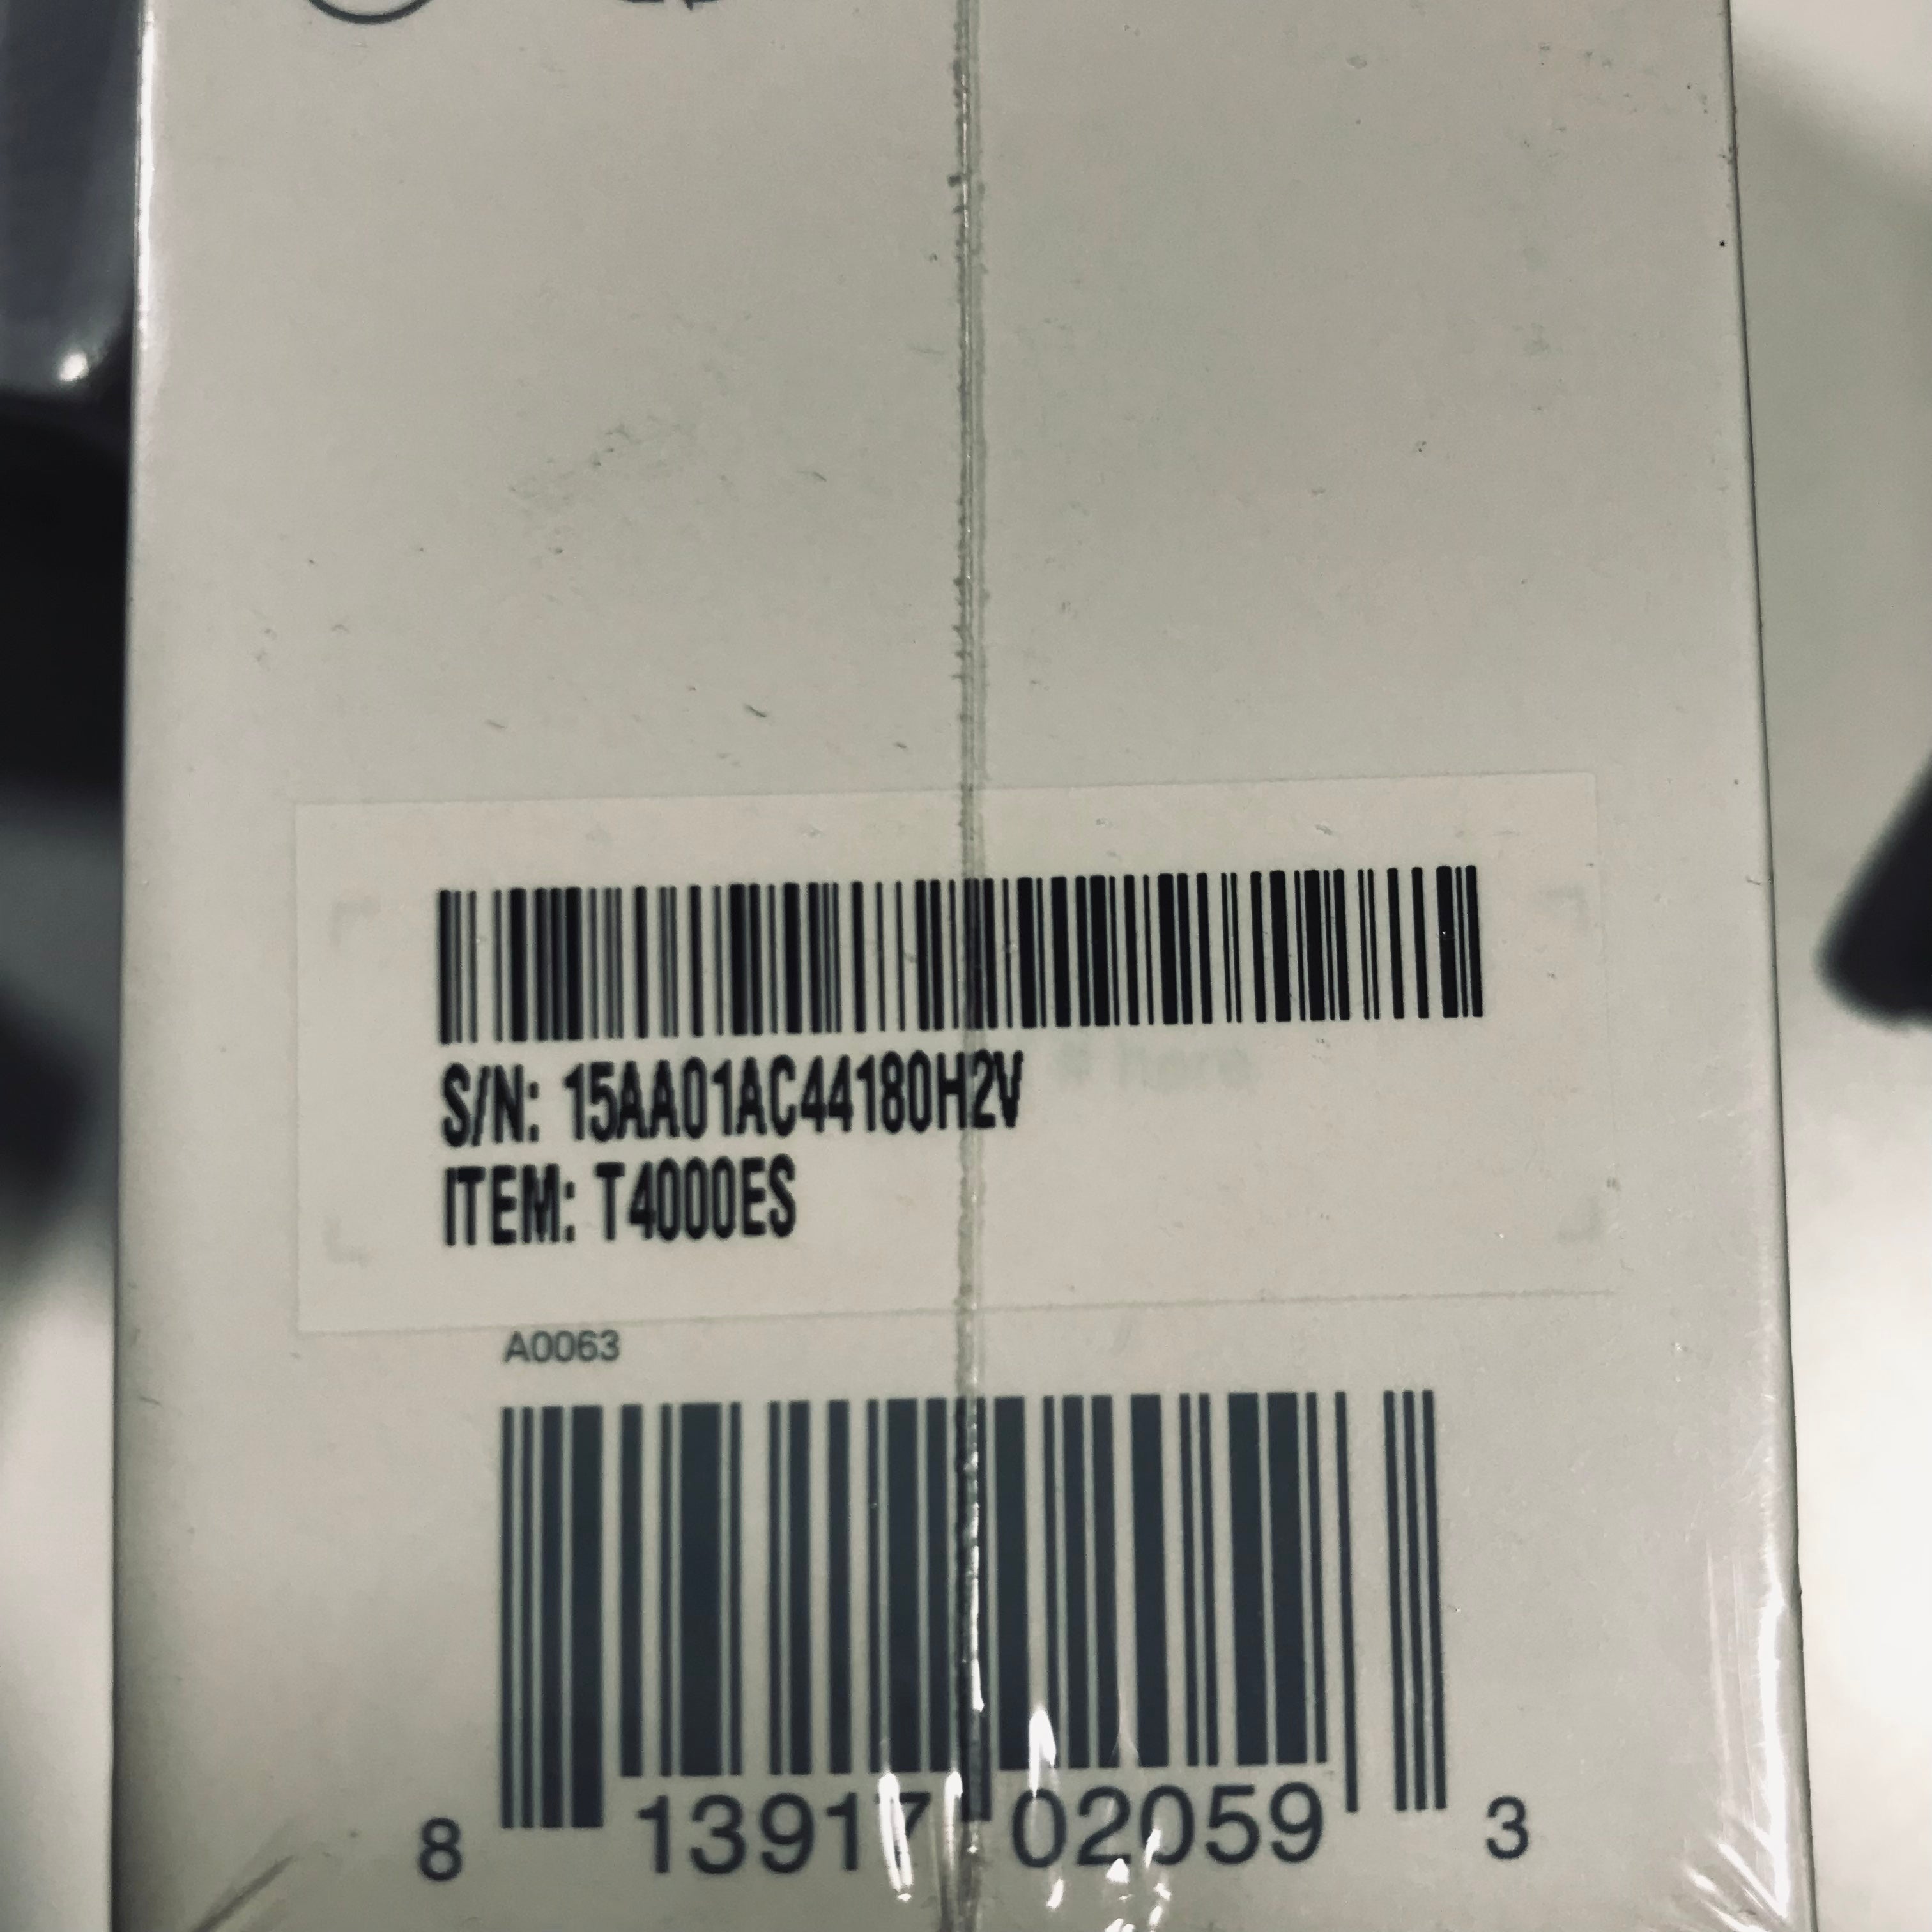 S/N: 15AA01AC44180H2V
ITEM: T4000ES
A0063
8 13917 02059 3